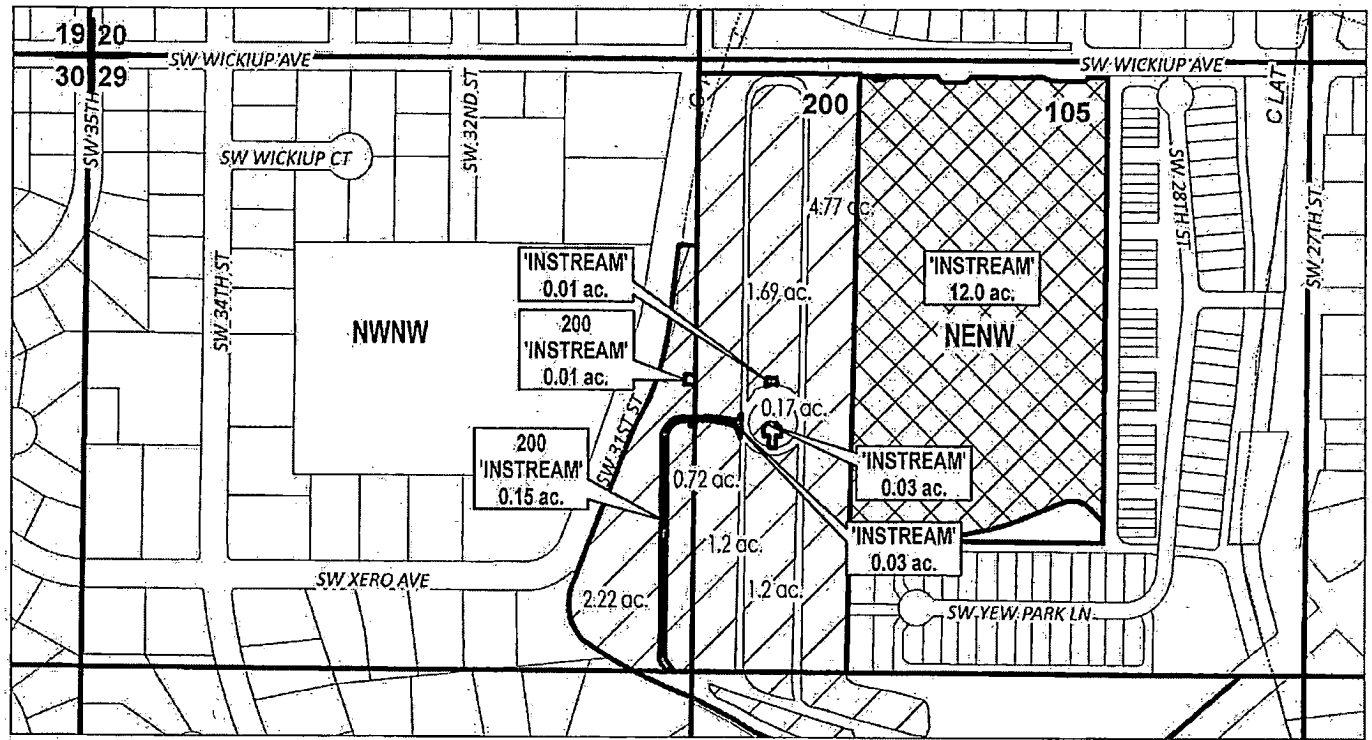 19 20
30 29
SW WICKIUP AVE
SW WICKIUP AVE
SW 35TH
SW 32ND ST
SW WICKIUP CT
SW 34TH ST
NWNW
200
105
C LAT
SW 28TH ST
SW 27TH ST
4.77 ac.
'INSTREAM'
0.01 ac.
1.69 ac.
'INSTREAM'
12.0 ac.
NENW
200
'INSTREAM'
0.01 ac.
0.17 ac.
SW 31ST ST
200
'INSTREAM'
0.15 ac.
0.72 ac.
'INSTREAM'
0.03 ac.
'INSTREAM'
0.03 ac.
1.2 ac.
1.2 ac.
2.22 ac.
SW XERO AVE
SW YEW PARK LN